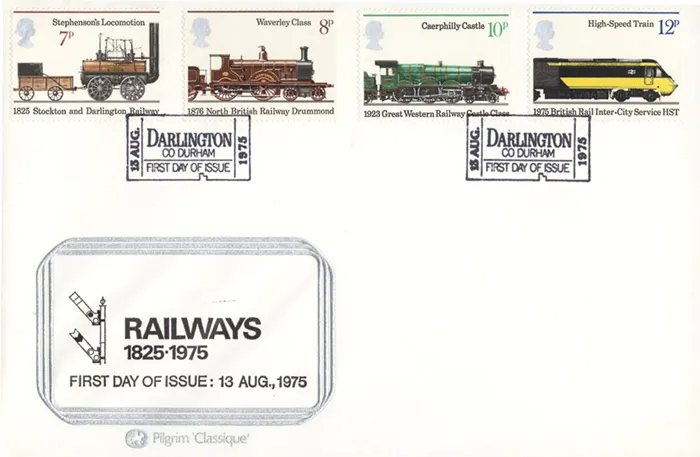 Stephenson's Locomotive
7P
1825 Stockton and Darlington Railway
Waverley Class
8P
1876 North British Railway Drummond
Caerphilly Castle
10P
1923 Great Western Railway Castle Class
High-Speed Train
12P
1975 British Rail Inter-City Service HST
13 AUG.
DARLINGTON
CO DURHAM
FIRST DAY OF ISSUE
1975
13 AUG.
DARLINGTON
CO DURHAM
FIRST DAY OF ISSUE
1975
RAILWAYS
1825·1975
FIRST DAY OF ISSUE: 13 AUG., 1975
Pilgrim 'Classique'